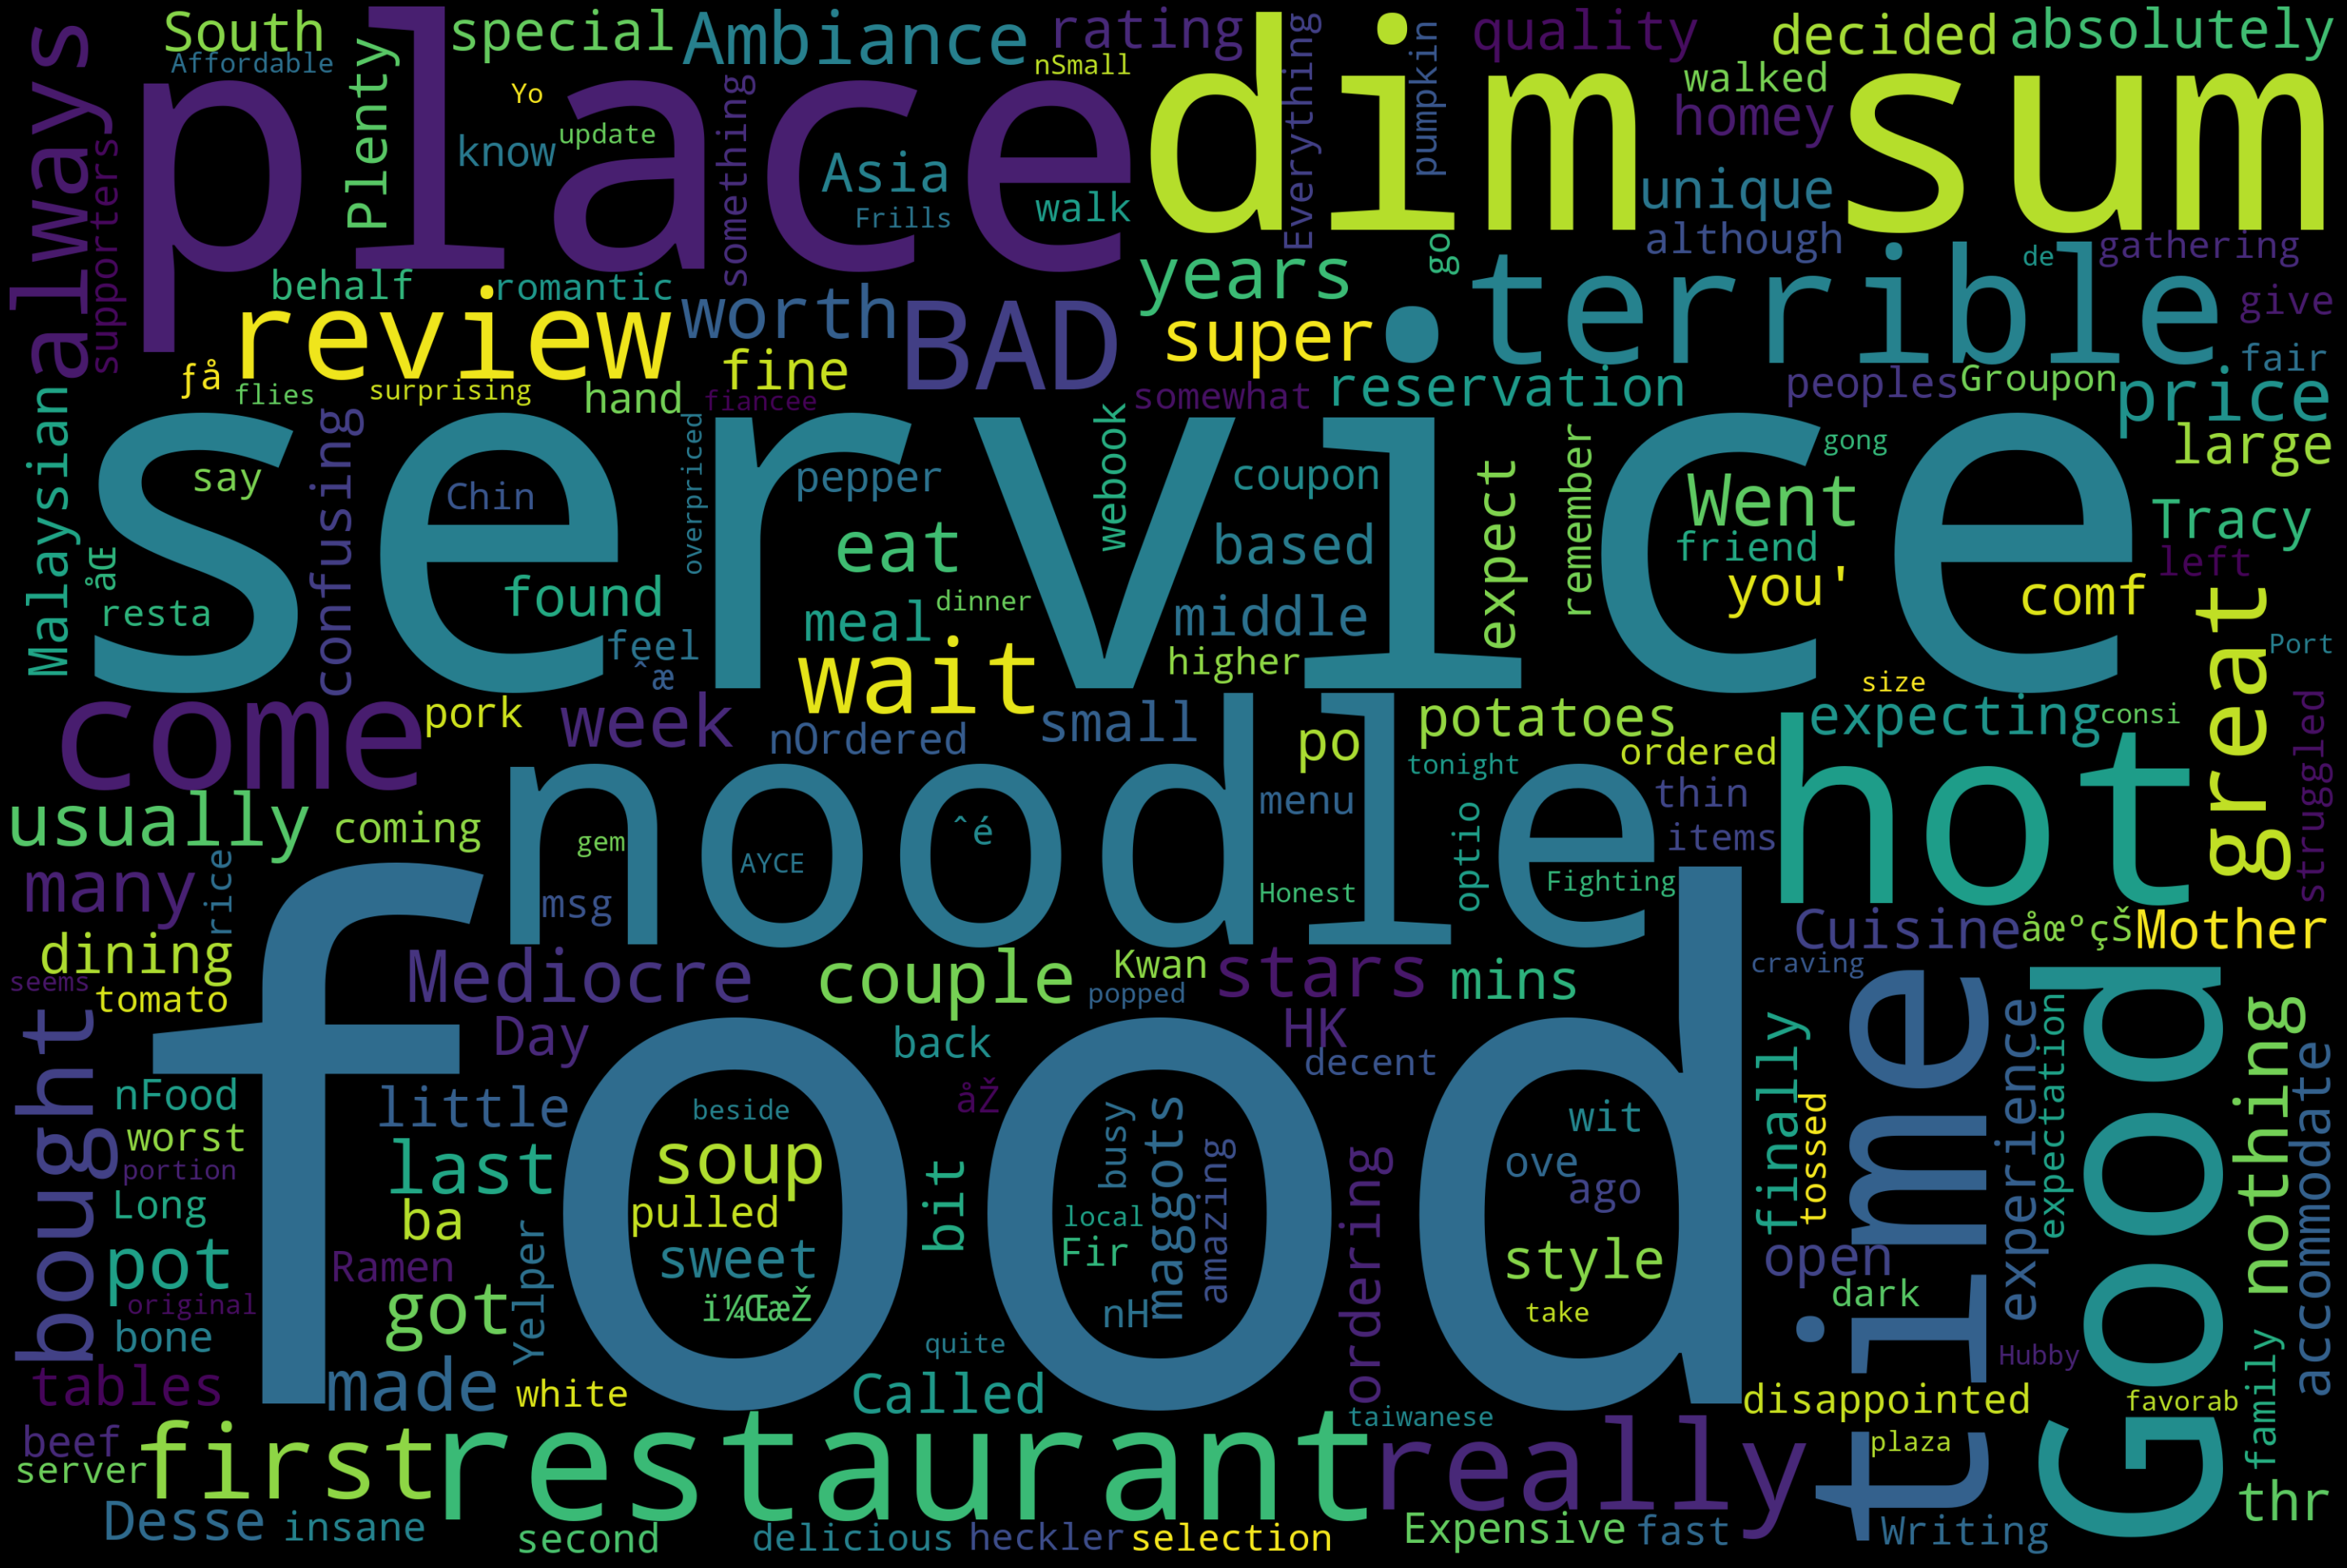 South
Affordable
special
Ambiance
rating
nSmall
Everything
pumpkin
quality
decided
absolutely
always
supporters
place
Plenty
Yo
update
know
something
Asia
Frills
walk
dim sum
walked
homey
unique
although
go
de
gathering
behalf
romantic
review
worth
BAD
years
super
terrible
give
fair
ƒå
flies
surprising
hand
fine
fiancee
somewhat
reservation
peoples
Groupon
price
large
Malaysian
confusing
say
Chin
overpriced
pepper
webook
coupon
expect
remember
gong
service
Went
Tracy
åŒ
resta
found
eat
based
friend
you'
left
comf
great
feel
meal
dinner
middle
higher
ˆæ
wait
Port
size
come
pork
week
nOrdered
small
po
potatoes
expecting
consi
struggled
noodle
hot
ordered
tonight
thin
menu
items
usually
coming
gem
ˆé
AYCE
optio
many
rice
msg
Honest
Fighting
Cuisine
åœ°çŠ
Mother
dining
seems
tomato
Mediocre
couple
Kwan
popped
stars
mins
craving
time
Good
bought
Day
back
HK
decent
finally
experience
expectation
nothing
accommodate
food
nFood
little
beside
åŽ
busy
maggots
amazing
wit
tossed
worst
portion
last
soup
bit
ordering
ove
ago
Long
ba
pulled
local
Fir
pot
Ramen
Yelper
sweet
style
open
original
got
ï¼ŒæŽ
nH
take
dark
bone
quite
Hubby
tables
made
white
Called
disappointed
favorab
family
beef
first
restaurant
taiwanese
really
plaza
server
thr
Desse
insane
second
delicious
heckler
selection
Expensive
fast
Writing